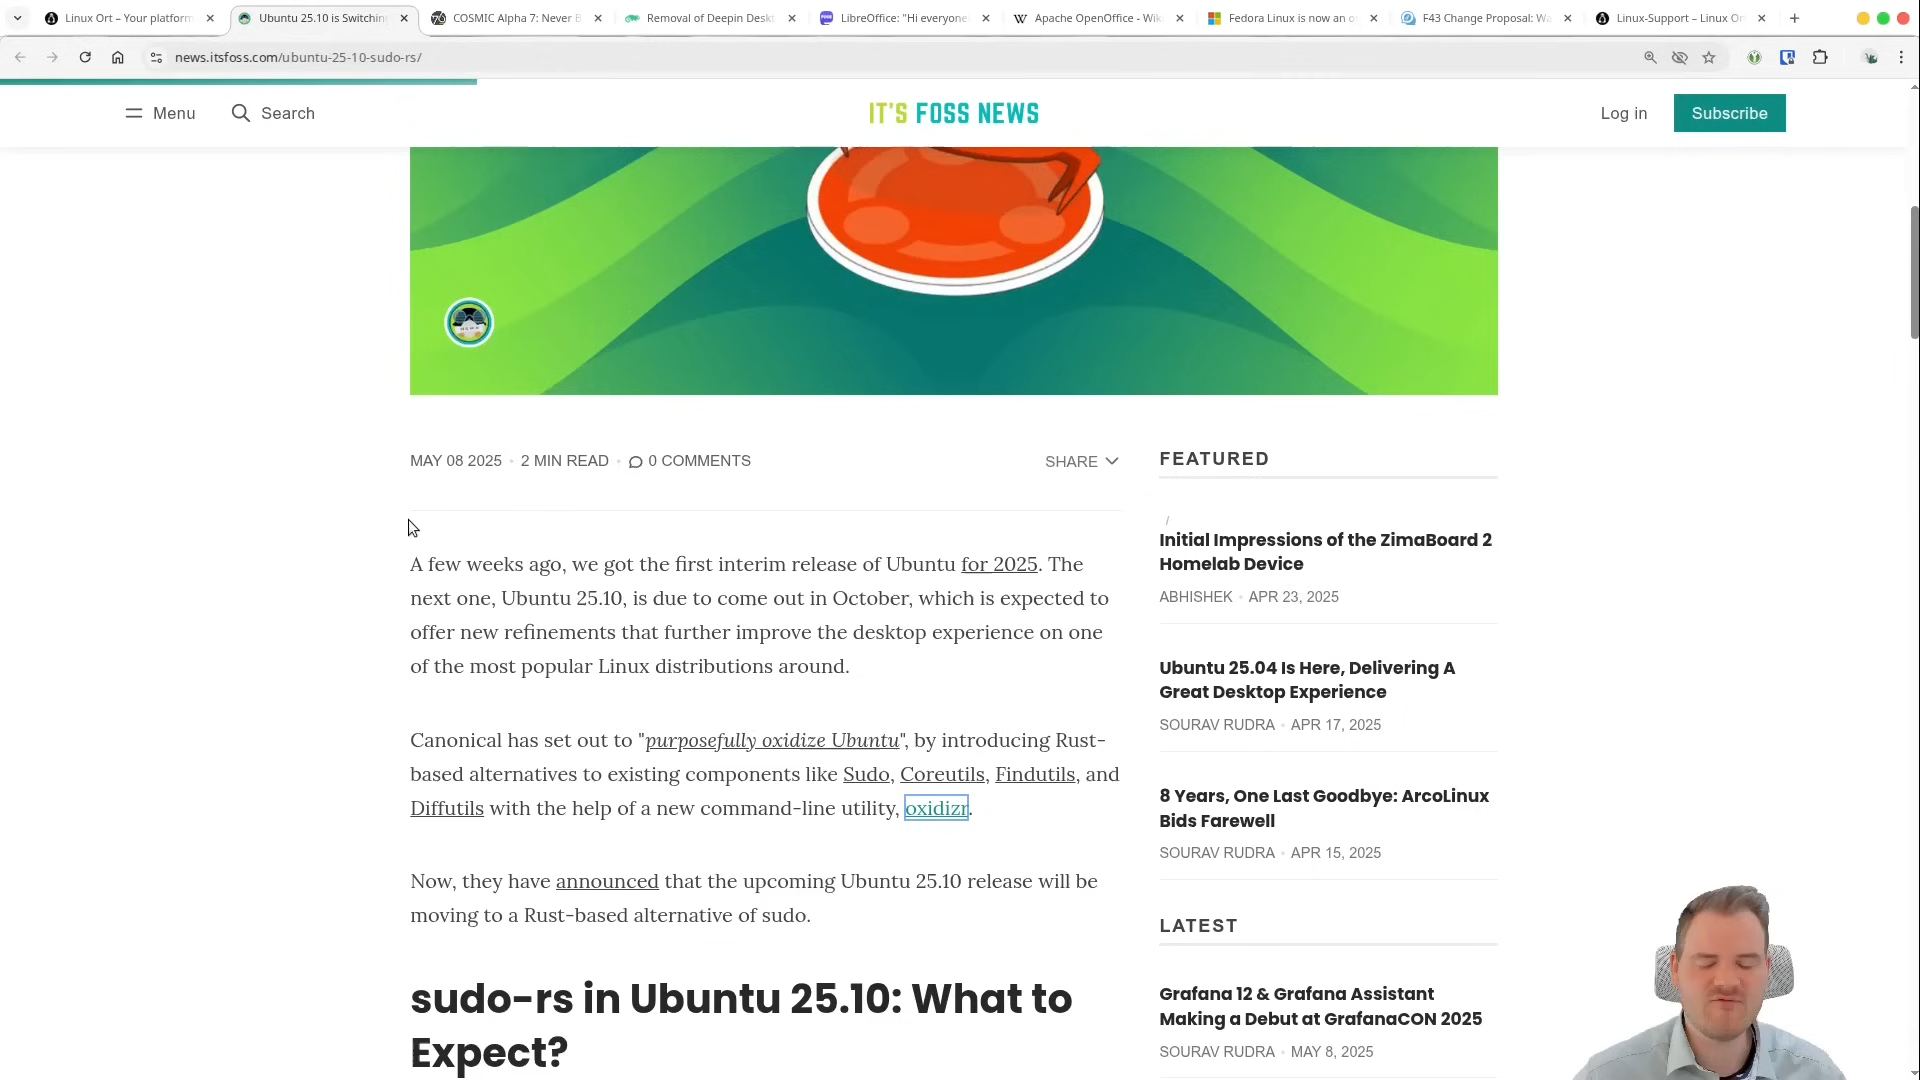 Linux Ort – Your platform
Ubuntu 25.10 is Switchin
COSMIC Alpha 7: Never B
Removal of Deepin Deskt
LibreOffice: "Hi everyone
Apache OpenOffice - Wik
Fedora Linux is now an o
F43 Change Proposal: Wa
Linux-Support – Linux Or
news.itsfoss.com/ubuntu-25-10-sudo-rs/
Menu
Search
IT'S FOSS NEWS
Log in
Subscribe
MAY 08 2025 • 2 MIN READ • 0 COMMENTS
SHARE
A few weeks ago, we got the first interim release of Ubuntu for 2025. The
next one, Ubuntu 25.10, is due to come out in October, which is expected to
offer new refinements that further improve the desktop experience on one
of the most popular Linux distributions around.
Canonical has set out to "purposefully oxidize Ubuntu", by introducing Rust-
based alternatives to existing components like Sudo, Coreutils, Findutils, and
Diffutils with the help of a new command-line utility, oxidizr.
Now, they have announced that the upcoming Ubuntu 25.10 release will be
moving to a Rust-based alternative of sudo.
sudo-rs in Ubuntu 25.10: What to
Expect?
FEATURED
/
Initial Impressions of the ZimaBoard 2
Homelab Device
ABHISHEK • APR 23, 2025
Ubuntu 25.04 Is Here, Delivering A
Great Desktop Experience
SOURAV RUDRA • APR 17, 2025
8 Years, One Last Goodbye: ArcoLinux
Bids Farewell
SOURAV RUDRA • APR 15, 2025
LATEST
Grafana 12 & Grafana Assistant
Making a Debut at GrafanaCON 2025
SOURAV RUDRA • MAY 8, 2025